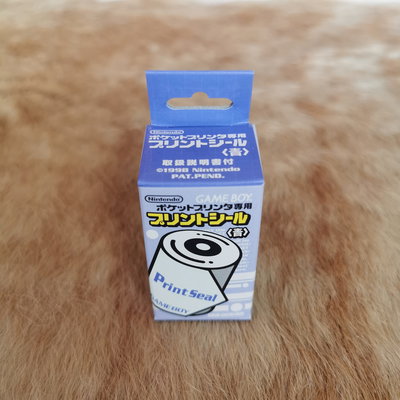 Nintendo
ポケットプリンタ専用
プリントシール
〈青〉
取扱説明書付
©1998 Nintendo
PAT.PEND.
Nintendo
GAME BOY
ポケットプリンタ専用
プリントシール
〈青〉
Print Seal
GAME BOY